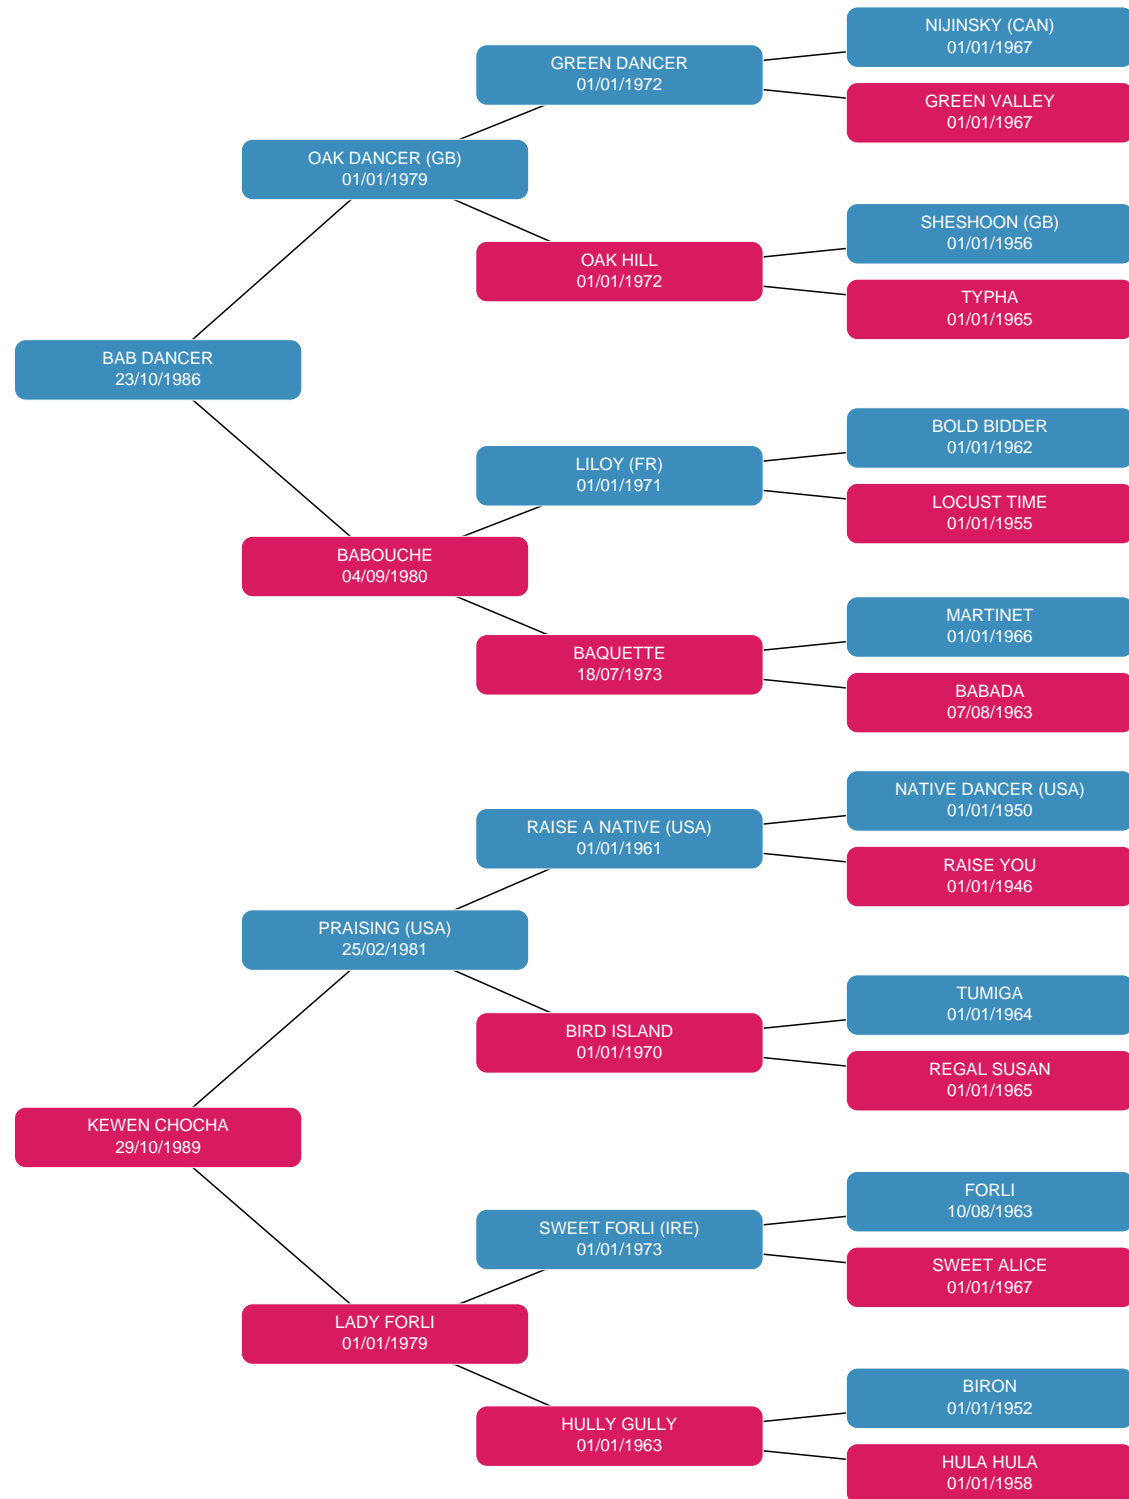 NIJINSKY (CAN)
01/01/1967
GREEN DANCER
01/01/1972
GREEN VALLEY
01/01/1967
OAK DANCER (GB)
01/01/1979
SHESHOON (GB)
01/01/1956
OAK HILL
01/01/1972
TYPHA
01/01/1965
BAB DANCER
23/10/1986
BOLD BIDDER
01/01/1962
LILOY (FR)
01/01/1971
LOCUST TIME
01/01/1955
BABOUCHE
04/09/1980
MARTINET
01/01/1966
BAQUETTE
18/07/1973
BABADA
07/08/1963
NATIVE DANCER (USA)
01/01/1950
RAISE A NATIVE (USA)
01/01/1961
RAISE YOU
01/01/1946
PRAISING (USA)
25/02/1981
TUMIGA
01/01/1964
BIRD ISLAND
01/01/1970
REGAL SUSAN
01/01/1965
KEWEN CHOCHA
29/10/1989
FORLI
10/08/1963
SWEET FORLI (IRE)
01/01/1973
SWEET ALICE
01/01/1967
LADY FORLI
01/01/1979
BIRON
01/01/1952
HULLY GULLY
01/01/1963
HULA HULA
01/01/1958